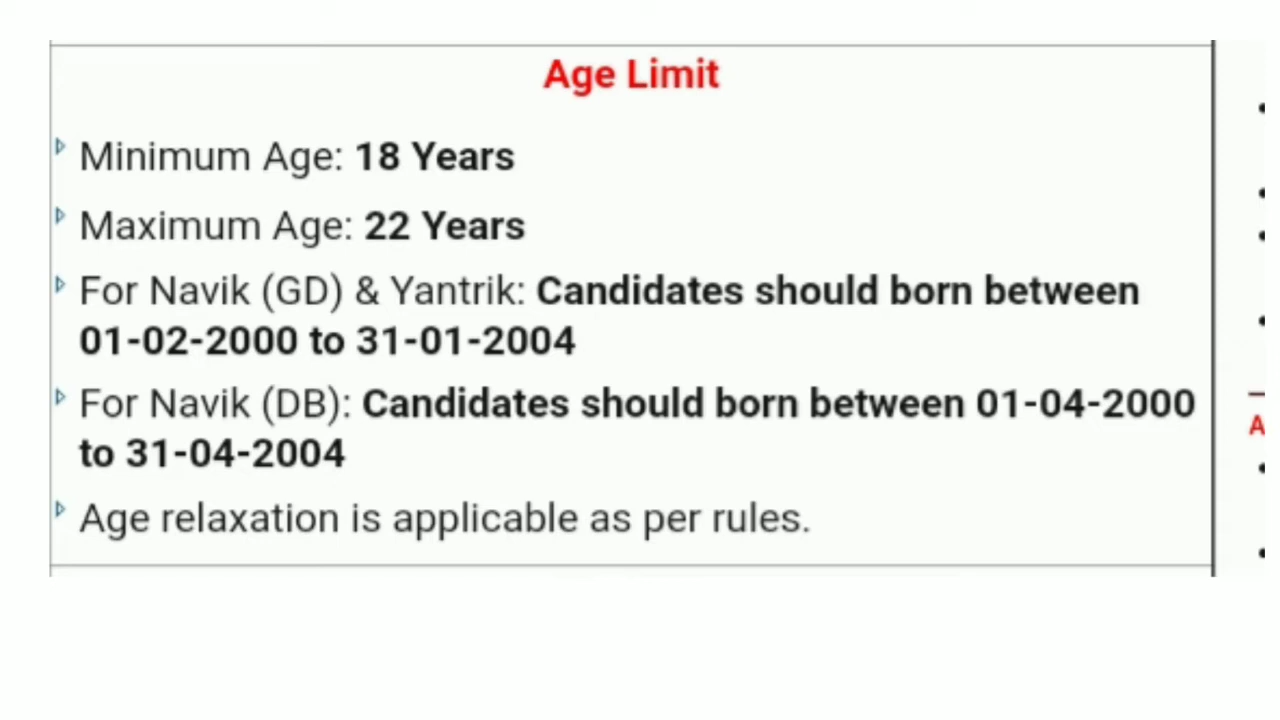 Age Limit
Minimum Age: 18 Years
Maximum Age: 22 Years
For Navik (GD) & Yantrik: Candidates should born between
01-02-2000 to 31-01-2004
For Navik (DB): Candidates should born between 01-04-2000
to 31-04-2004
Age relaxation is applicable as per rules.
A